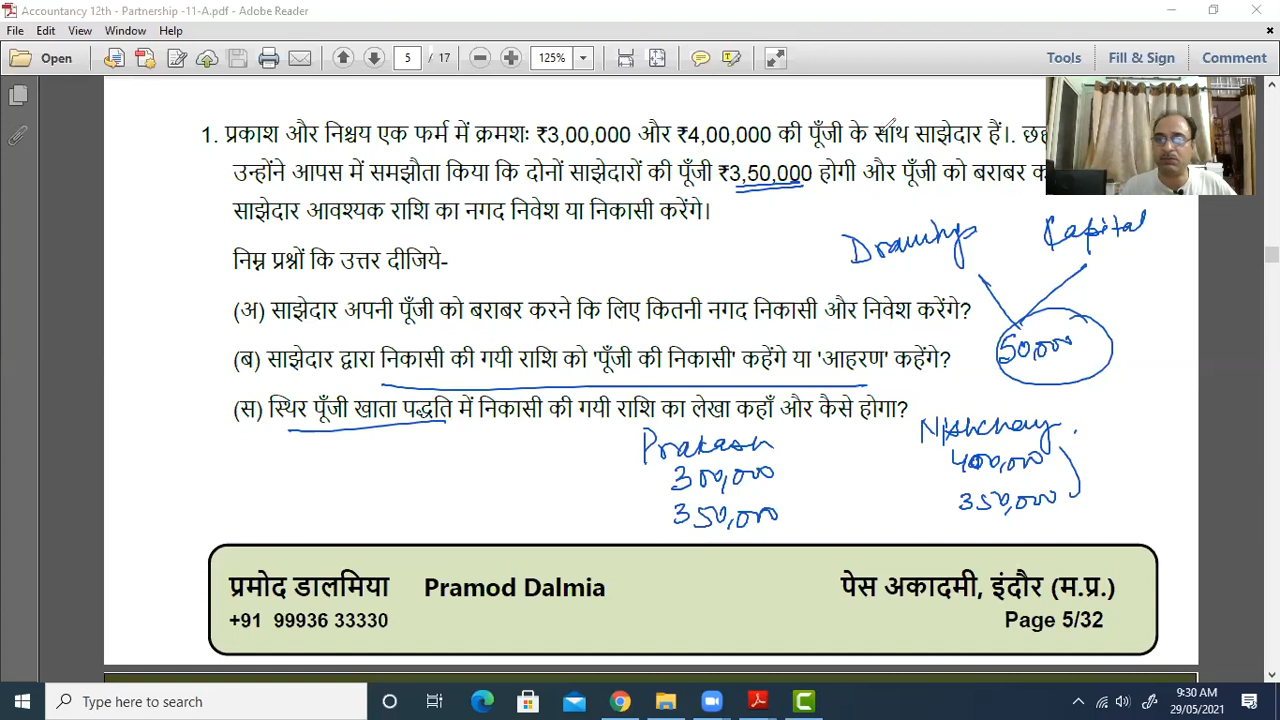 Accountancy 12th - Partnership -11-A.pdf - Adobe Reader
File Edit View Window Help
Open 5 / 17 125% Tools Fill & Sign Comment
1. प्रकाश और निश्चय एक फर्म में क्रमशः ₹3,00,000 और ₹4,00,000 की पूँजी के साथ साझेदार हैं।.
उन्होंने आपस में समझौता किया कि दोनों साझेदारों की पूँजी ₹3,50,000 होगी और पूँजी को बराबर
साझेदार आवश्यक राशि का नगद निवेश या निकासी करेंगे।
Drawings Capital
निम्न प्रश्नों कि उत्तर दीजिये-
(अ) साझेदार अपनी पूँजी को बराबर करने कि लिए कितनी नगद निकासी और निवेश करेंगे?
50,000
(ब) साझेदार द्वारा निकासी की गयी राशि को 'पूँजी की निकासी' कहेंगे या 'आहरण' कहेंगे?
(स) स्थिर पूँजी खाता पद्धति में निकासी की गयी राशि का लेखा कहाँ और कैसे होगा?
Prakash Nishchay.
300,000 400,000
350,000 350,000
प्रमोद डालमिया Pramod Dalmia पेस अकादमी, इंदौर (म.प्र.)
+91 99936 33330 Page 5/32
Type here to search
9:30 AM
29/05/2021